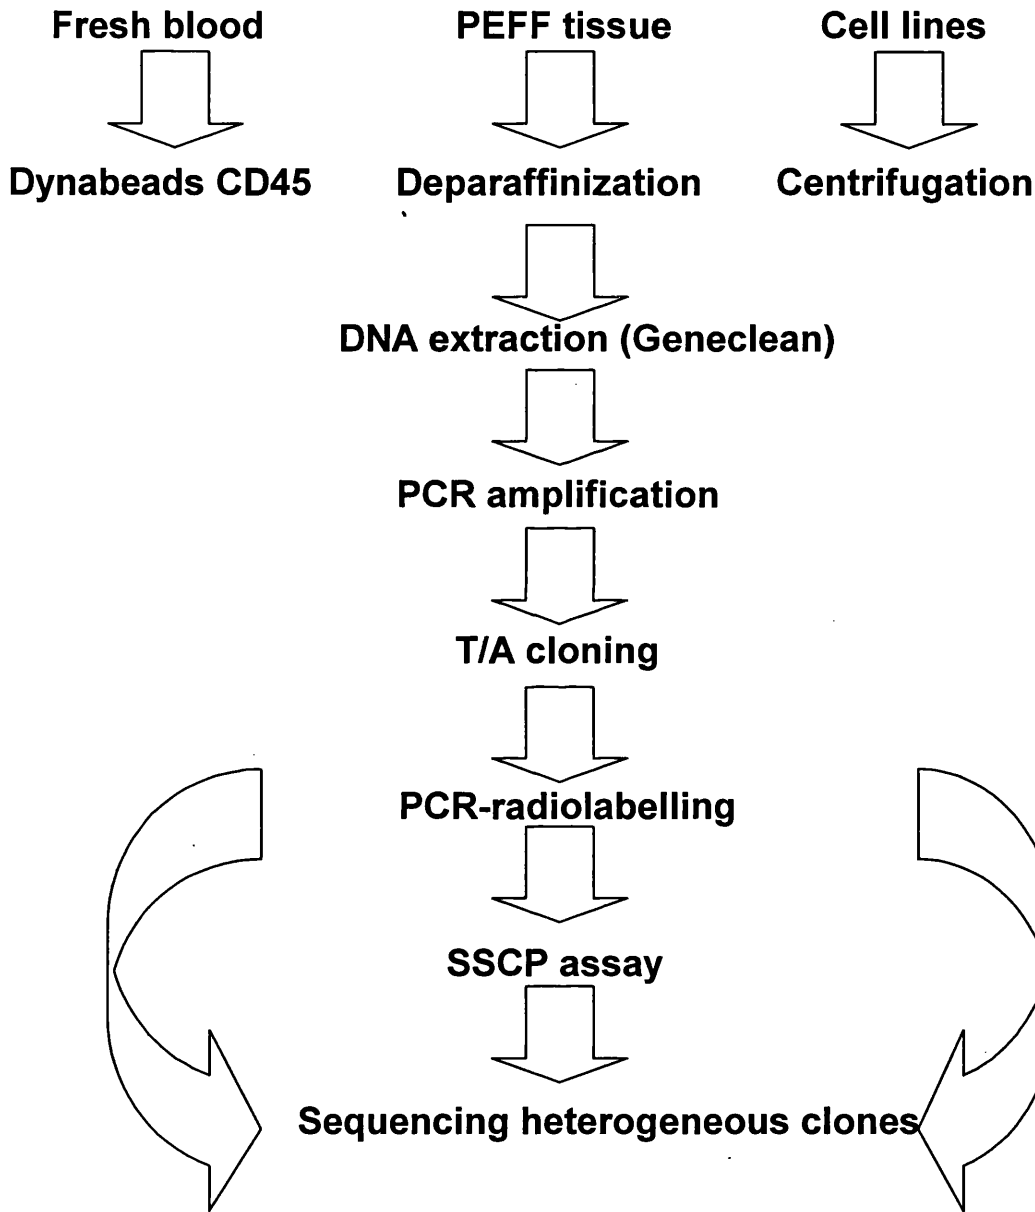 Fresh blood PEFF tissue Cell lines
Dynabeads CD45 Deparaffinization Centrifugation
DNA extraction (Geneclean)
PCR amplification
T/A cloning
PCR-radiolabelling
SSCP assay
Sequencing heterogeneous clones